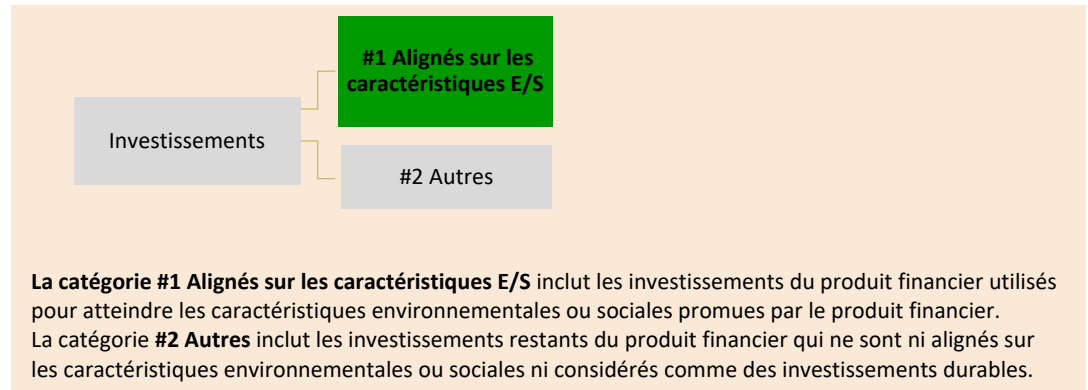 #1 Alignés sur les
caractéristiques E/S
Investissements
#2 Autres
La catégorie #1 Alignés sur les caractéristiques E/S inclut les investissements du produit financier utilisés
pour atteindre les caractéristiques environnementales ou sociales promues par le produit financier.
La catégorie #2 Autres inclut les investissements restants du produit financier qui ne sont ni alignés sur
les caractéristiques environnementales ou sociales ni considérés comme des investissements durables.